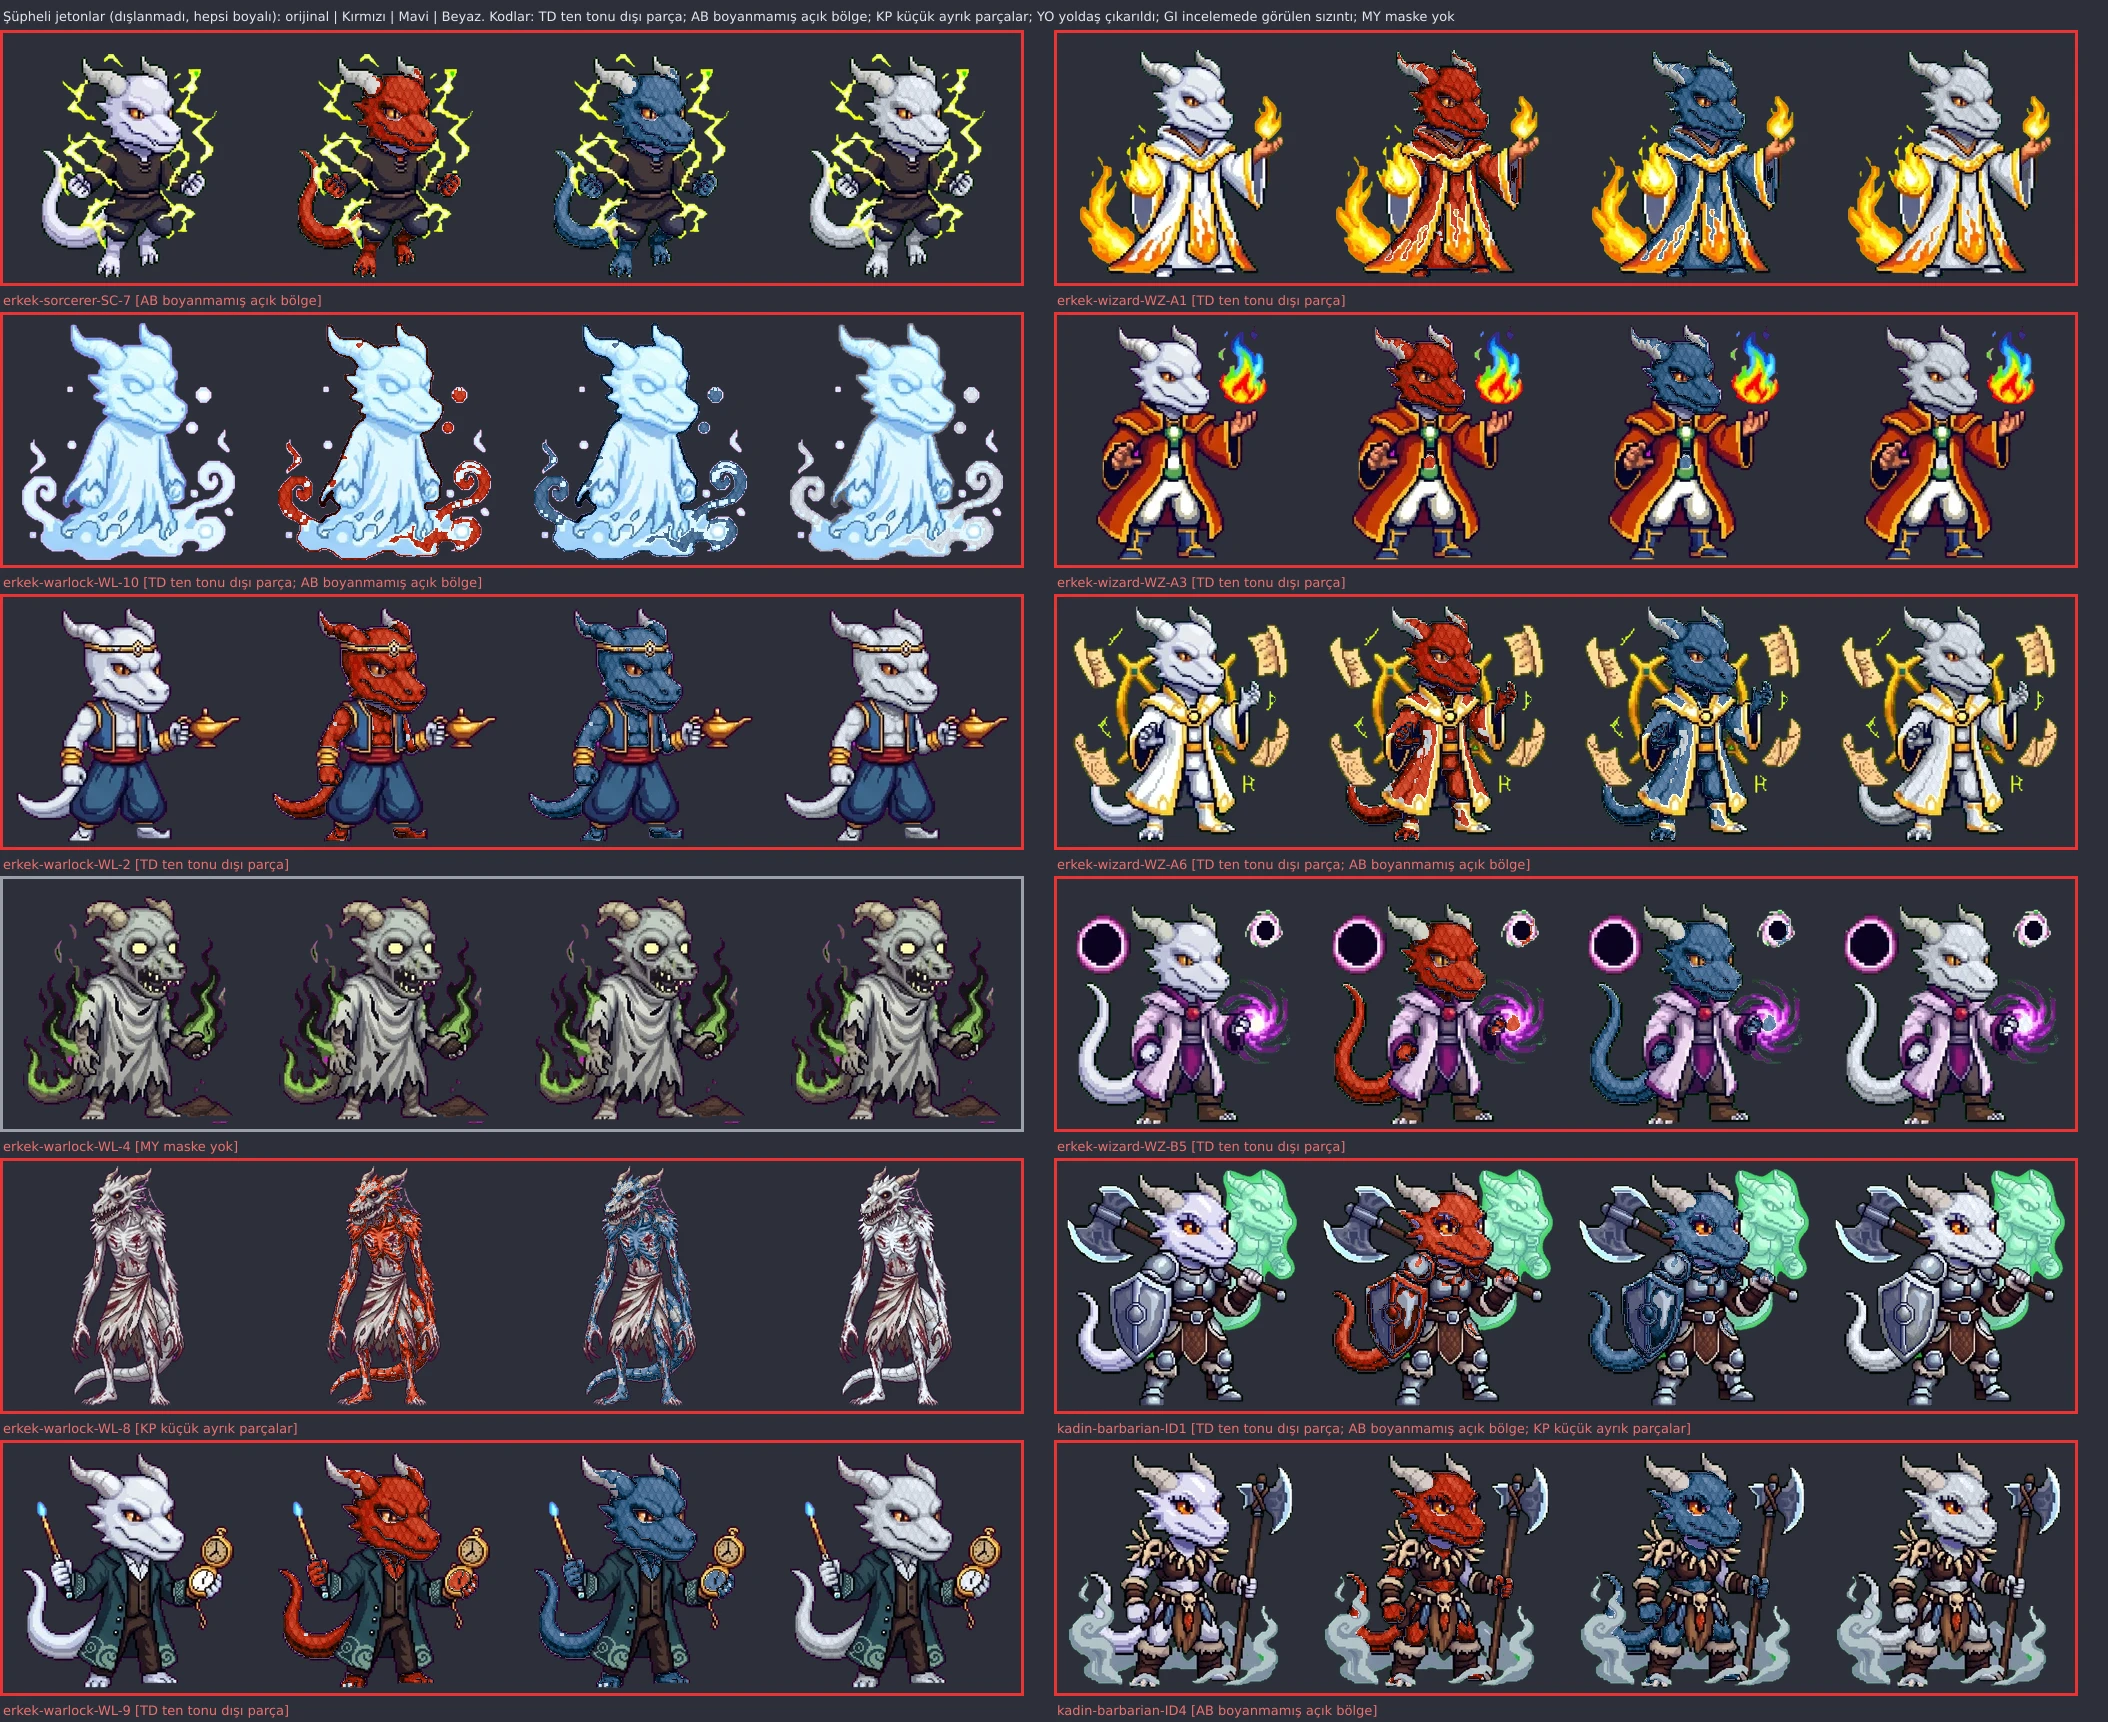 Şüpheli jetonlar (dışlanmadı, hepsi boyalı): orijinal | Kırmızı | Mavi | Beyaz. Kodlar: TD ten tonu dışı parça; AB boyanmamış açık bölge; KP küçük ayrık parçalar; YO yoldaş çıkarıldı; GI incelemede görülen sızıntı; MY maske yok
erkek-sorcerer-SC-7 [AB boyanmamış açık bölge]
erkek-wizard-WZ-A1 [TD ten tonu dışı parça]
erkek-warlock-WL-10 [TD ten tonu dışı parça; AB boyanmamış açık bölge]
erkek-wizard-WZ-A3 [TD ten tonu dışı parça]
erkek-warlock-WL-2 [TD ten tonu dışı parça]
erkek-wizard-WZ-A6 [TD ten tonu dışı parça; AB boyanmamış açık bölge]
erkek-warlock-WL-4 [MY maske yok]
erkek-wizard-WZ-B5 [TD ten tonu dışı parça]
erkek-warlock-WL-8 [KP küçük ayrık parçalar]
kadin-barbarian-ID1 [TD ten tonu dışı parça; AB boyanmamış açık bölge; KP küçük ayrık parçalar]
erkek-warlock-WL-9 [TD ten tonu dışı parça]
kadin-barbarian-ID4 [AB boyanmamış açık bölge]